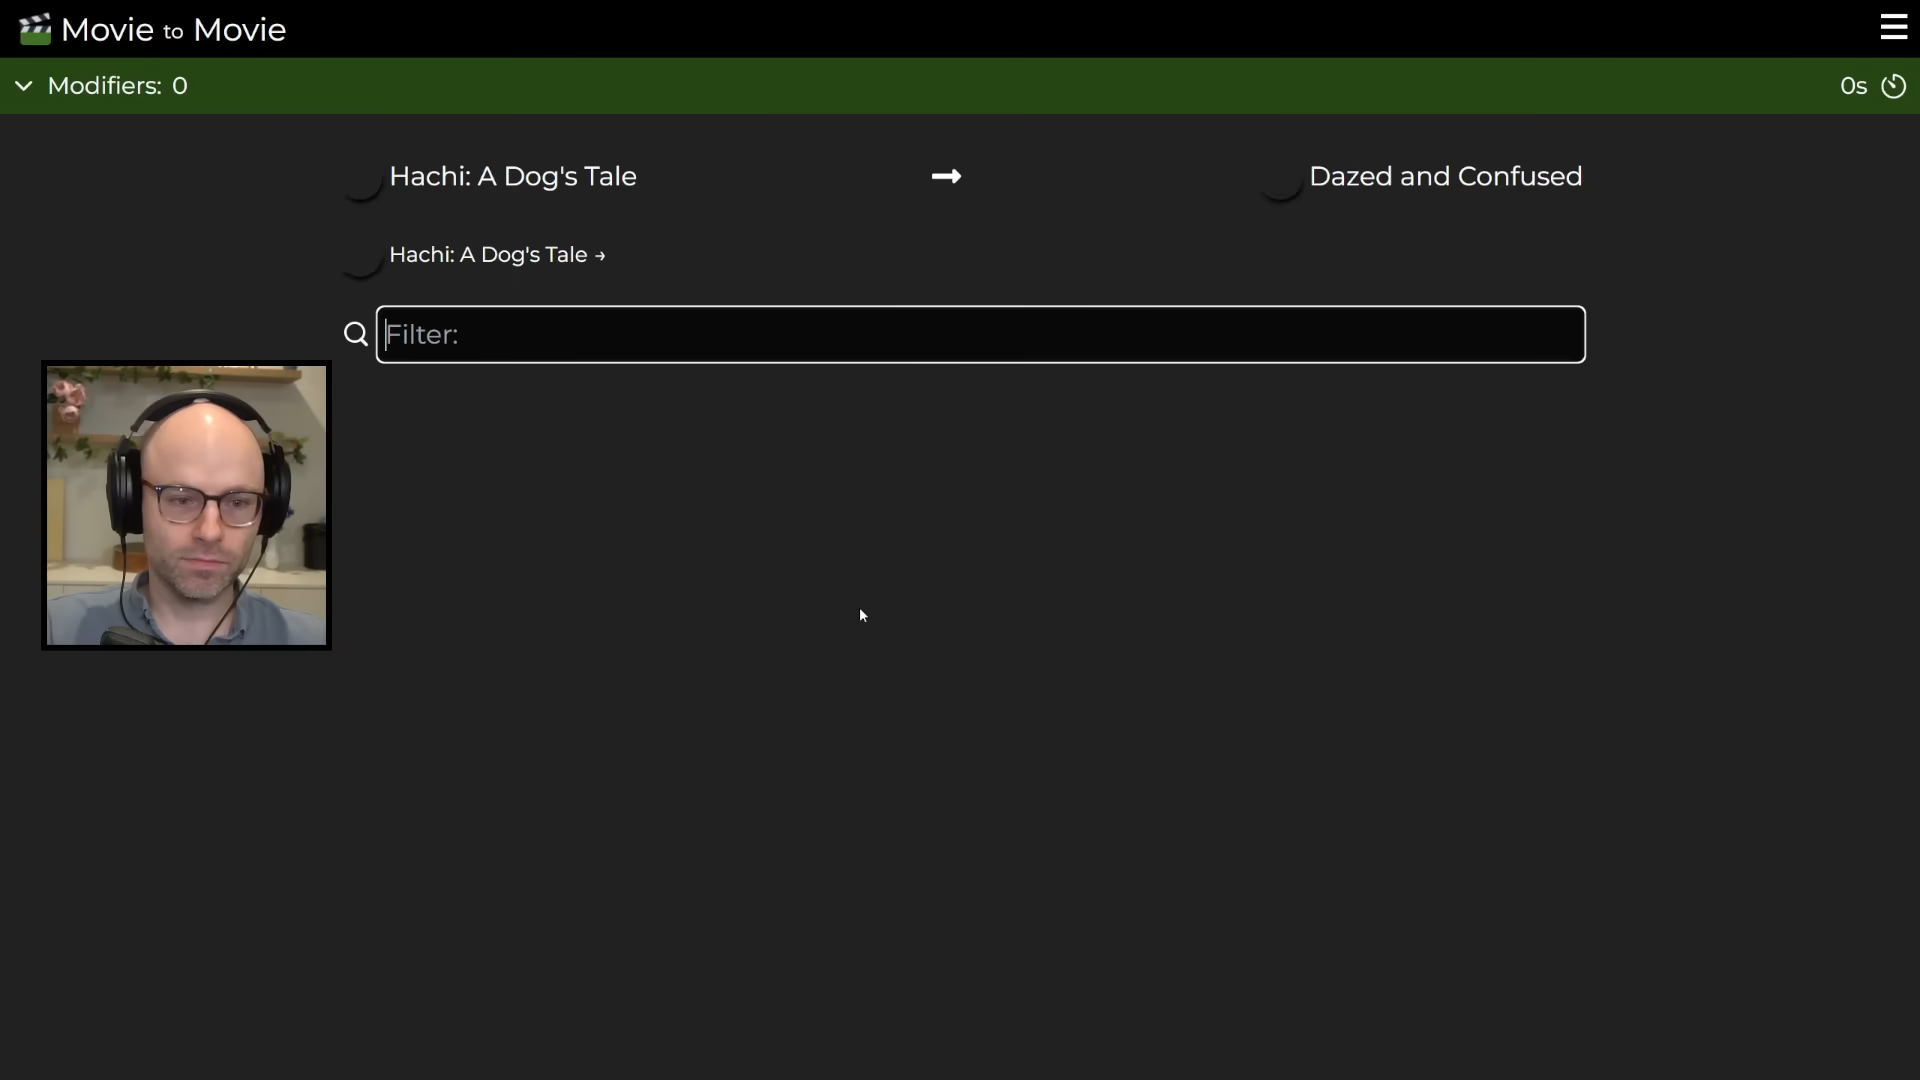 Movie to Movie
Modifiers: 0
0s
Hachi: A Dog's Tale → Dazed and Confused
Hachi: A Dog's Tale →
Filter: